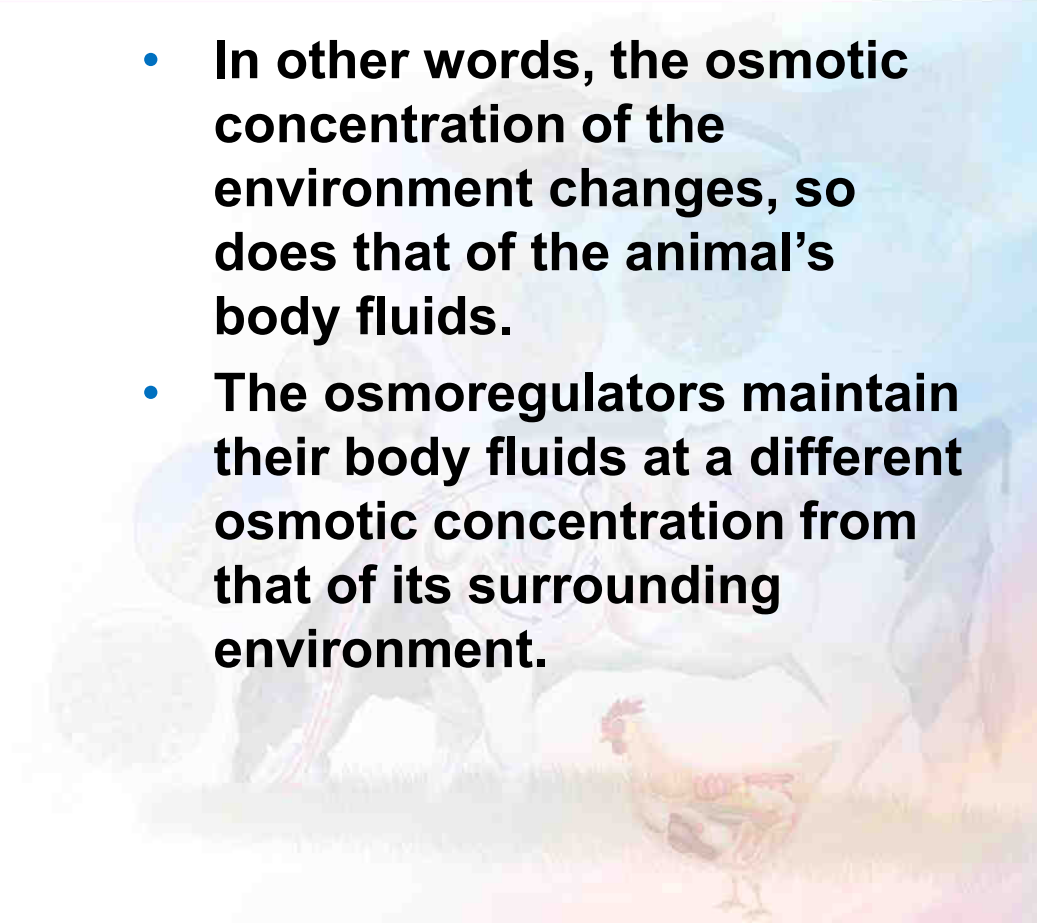 • In other words, the osmotic
concentration of the
environment changes, so
does that of the animal’s
body fluids.
• The osmoregulators maintain
their body fluids at a different
osmotic concentration from
that of its surrounding
environment.